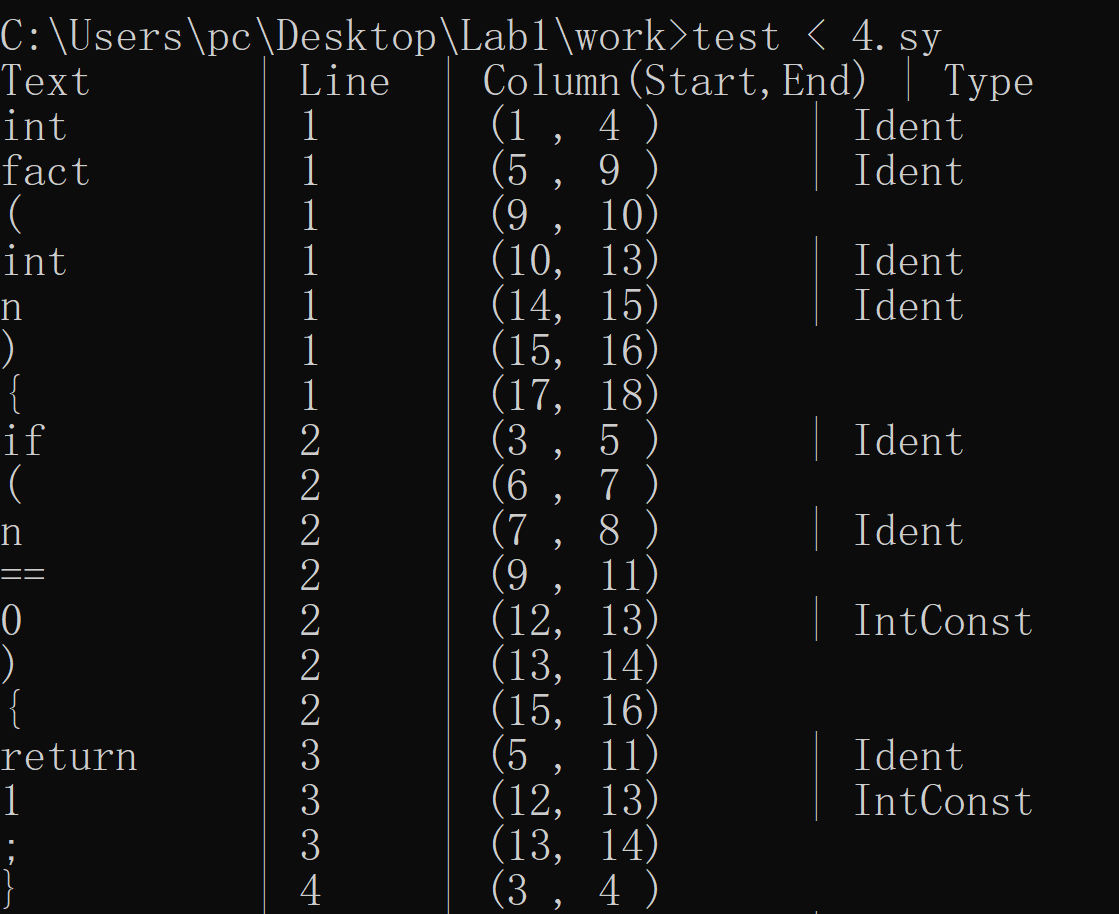 C:\Users\pc\Desktop\Lab1\work>test < 4.sy
Text | Line | Column(Start,End) | Type
int | 1 | (1 , 4 ) | Ident
fact | 1 | (5 , 9 ) | Ident
( | 1 | (9 , 10)
int | 1 | (10, 13) | Ident
n | 1 | (14, 15) | Ident
) | 1 | (15, 16)
{ | 1 | (17, 18)
if | 2 | (3 , 5 ) | Ident
( | 2 | (6 , 7 )
n | 2 | (7 , 8 ) | Ident
== | 2 | (9 , 11)
0 | 2 | (12, 13) | IntConst
) | 2 | (13, 14)
{ | 2 | (15, 16)
return | 3 | (5 , 11) | Ident
1 | 3 | (12, 13) | IntConst
; | 3 | (13, 14)
} | 4 | (3 , 4 )